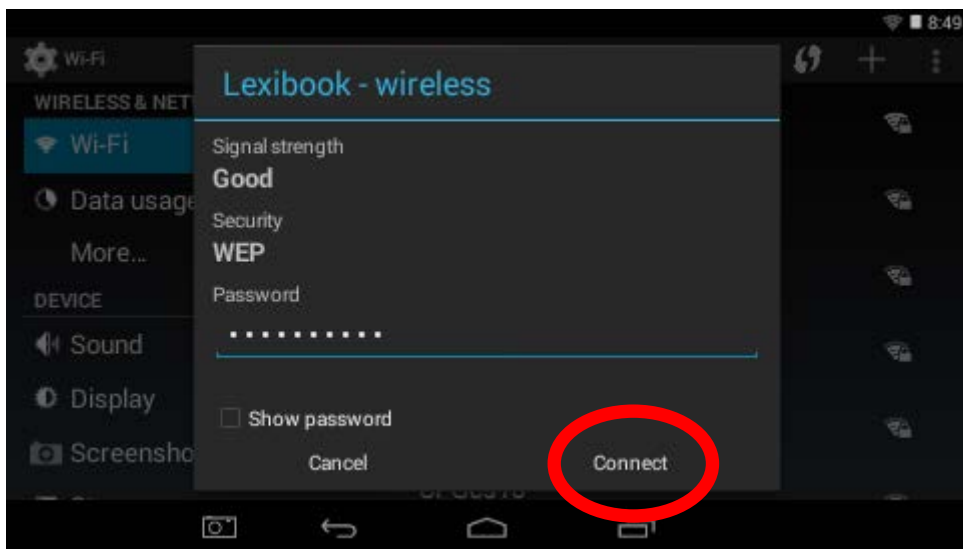 8:49
Wi-Fi
WIRELESS & NET
Wi-Fi
Data usage
More...
DEVICE
Sound
Display
Screensho
Lexibook - wireless
Signal strength
Good
Security
WEP
Password
••••••••••
Show password
Cancel
Connect